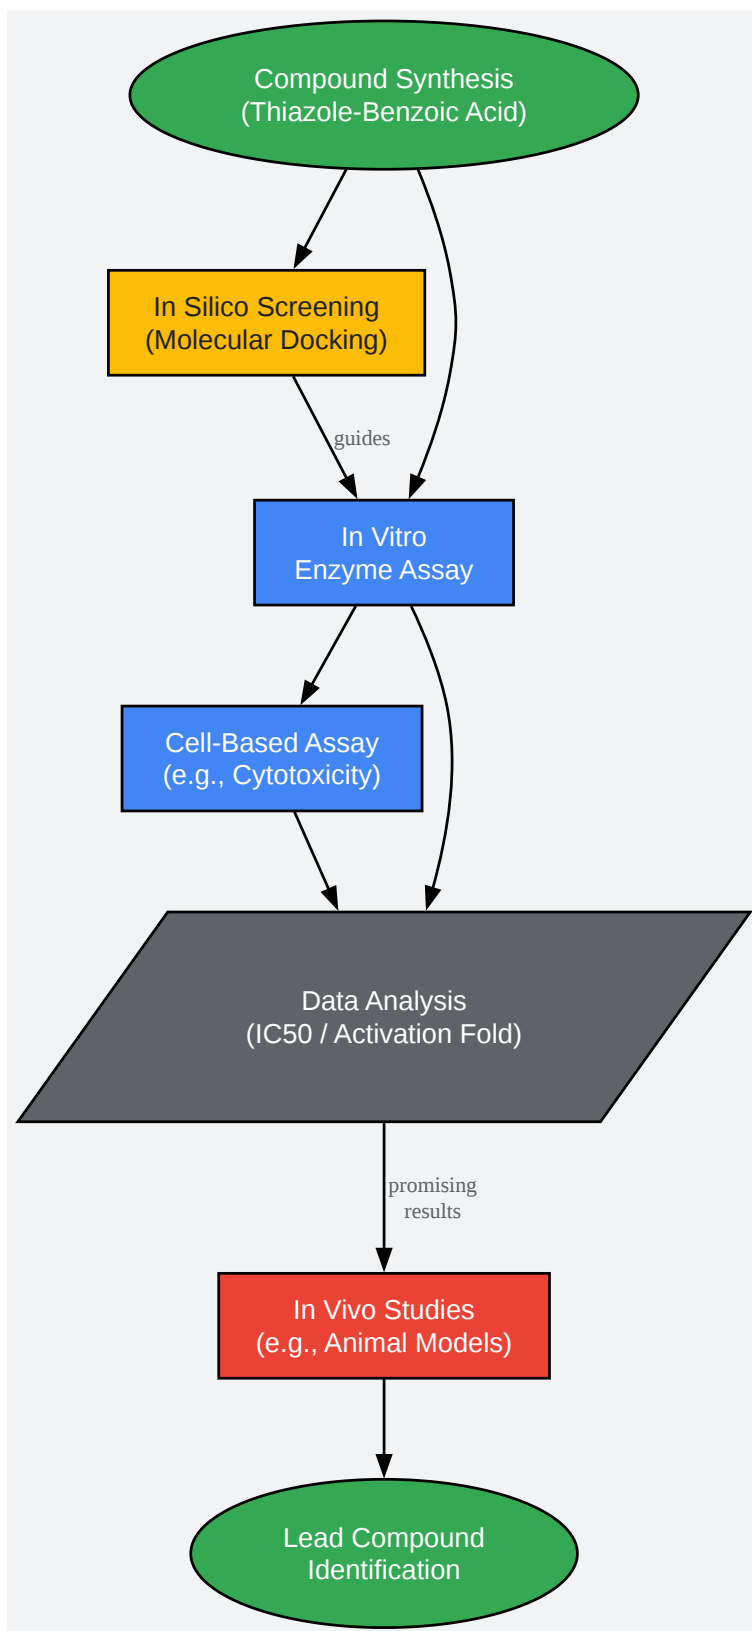 Compound Synthesis
(Thiazole-Benzoic Acid)
In Silico Screening
(Molecular Docking)
guides
In Vitro
Enzyme Assay
Cell-Based Assay
(e.g., Cytotoxicity)
Data Analysis
(IC50 / Activation Fold)
promising
results
In Vivo Studies
(e.g., Animal Models)
Lead Compound
Identification